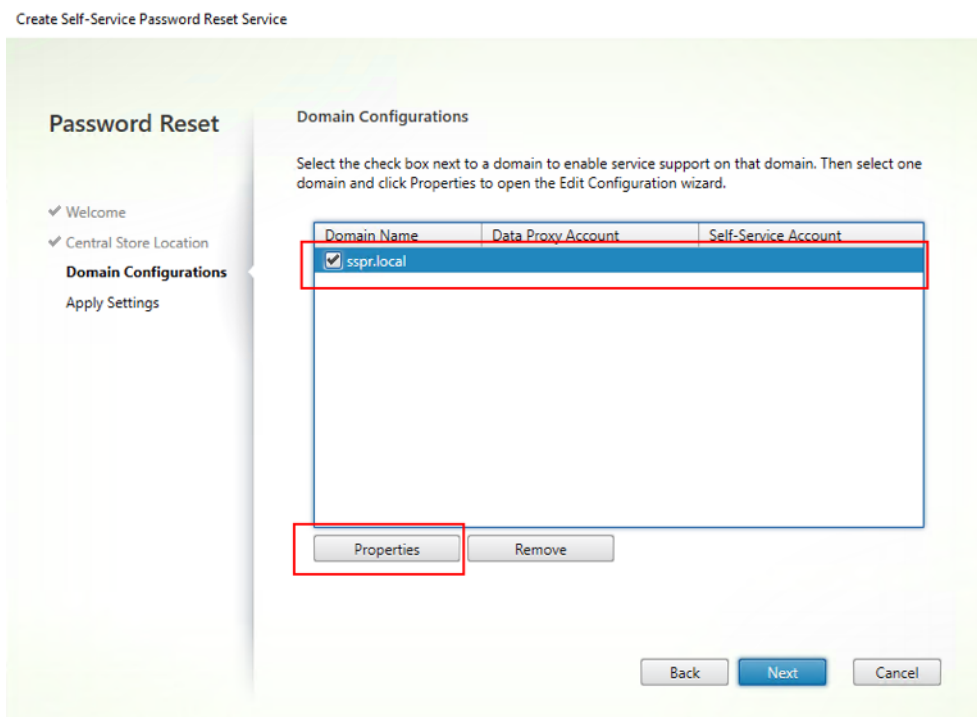 Create Self-Service Password Reset Service
Password Reset
Welcome
Central Store Location
Domain Configurations
Apply Settings
Domain Configurations
Select the check box next to a domain to enable service support on that domain. Then select one
domain and click Properties to open the Edit Configuration wizard.
Domain Name Data Proxy Account Self-Service Account
sspr.local
Properties Remove
Back Next Cancel